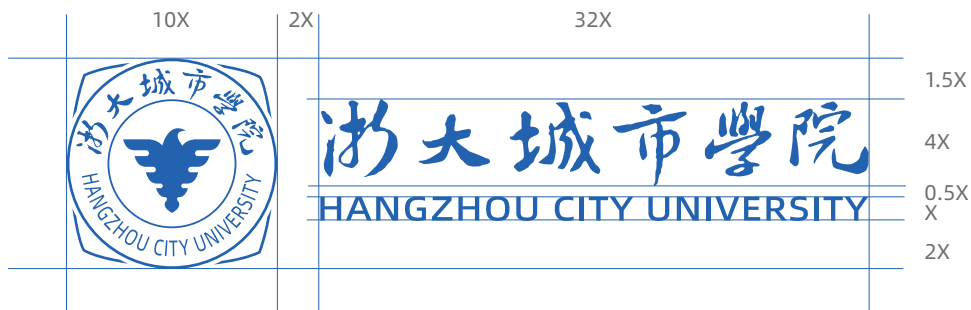 10X 2X 32X
浙大城市學院
HANGZHOU CITY UNIVERSITY
浙大城市學院
HANGZHOU CITY UNIVERSITY
1.5X
4X
0.5X
X
2X